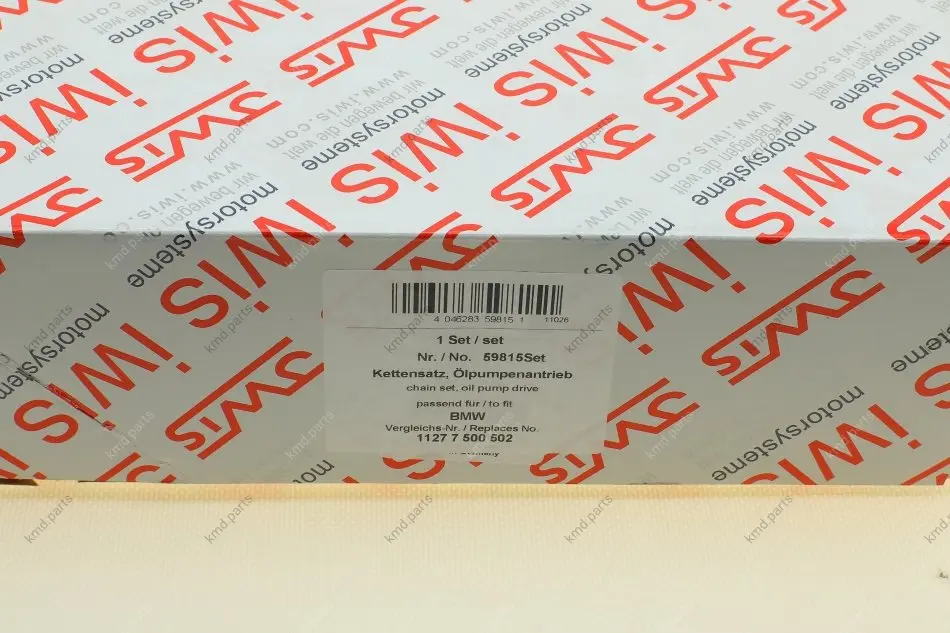 iwis
motorsysteme
wir bewegen die welt
www.iwis.com
4 046283 59815 1 11026
1 Set / set
Nr. / No. 59815Set
Kettensatz, Ölpumpenantrieb
chain set, oil pump drive
passend für / to fit
BMW
Vergleichs-Nr. / Replaces No.
1127 7 500 502
Germany
kmd.parts